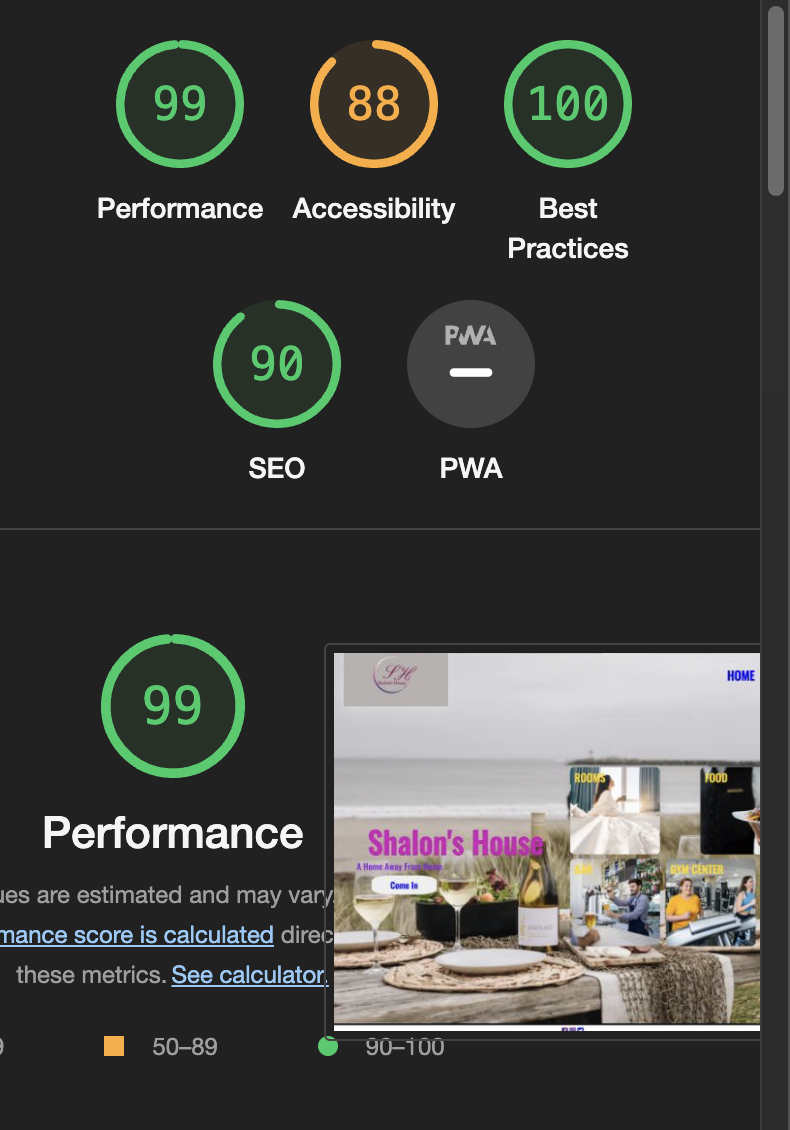 99
88
100
Performance
Accessibility
Best
Practices
90
PWA
SEO
PWA
99
Performance
ues are estimated and may vary.
mance score is calculated direc
these metrics. See calculator.
9
50–89
90–100
SH
HOME
ROOMS
FOOD
Shalon's House
A Home Away From Home
Come In
BAR
GYM CENTER